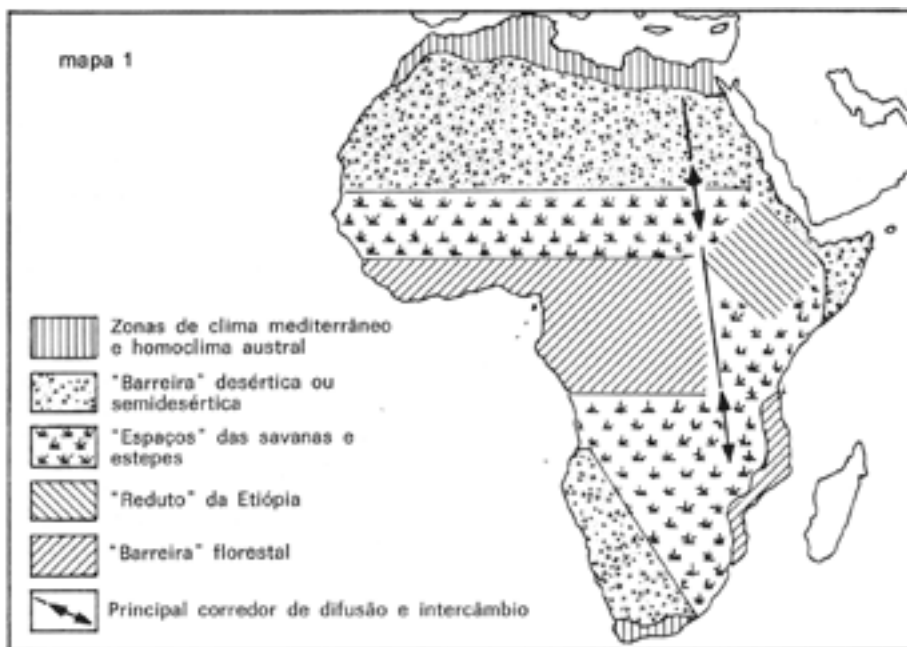 mapa 1
Zonas de clima mediterrâneo
e homoclima austral
"Barreira" desértica ou
semidesértica
"Espaços" das savanas e
estepes
"Reduto" da Etiópia
"Barreira" florestal
Principal corredor de difusão e intercâmbio